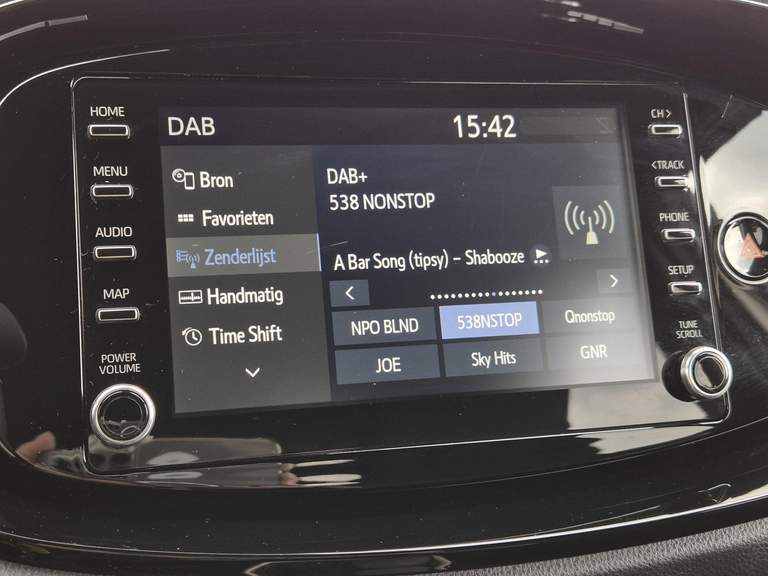 HOME
MENU
AUDIO
MAP
POWER
VOLUME
DAB
15:42
Bron
Favorieten
Zenderlijst
Handmatig
Time Shift
DAB+
538 NONSTOP
A Bar Song (tipsy) – Shabooze
NPO BLND
538NSTOP
Qnonstop
JOE
Sky Hits
GNR
CH >
< TRACK
PHONE
SETUP
TUNE
SCROLL